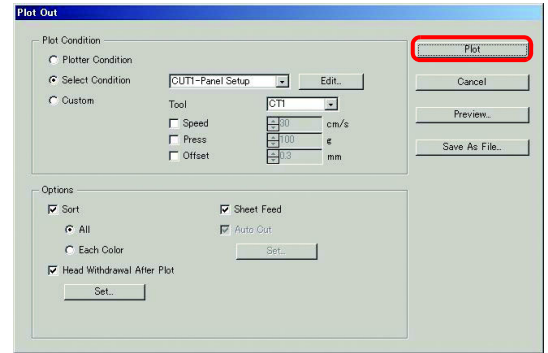 Plot Out
Plot Condition
Plotter Condition
Select Condition CUT1-Panel Setup Edit..
Custom Tool CT1
Speed 30 cm/s
Press 100 g
Offset 0.3 mm
Plot
Cancel
Preview..
Save As File..
Options
Sort Sheet Feed
All Auto Cut
Each Color Set..
Head Withdrawal After Plot
Set..